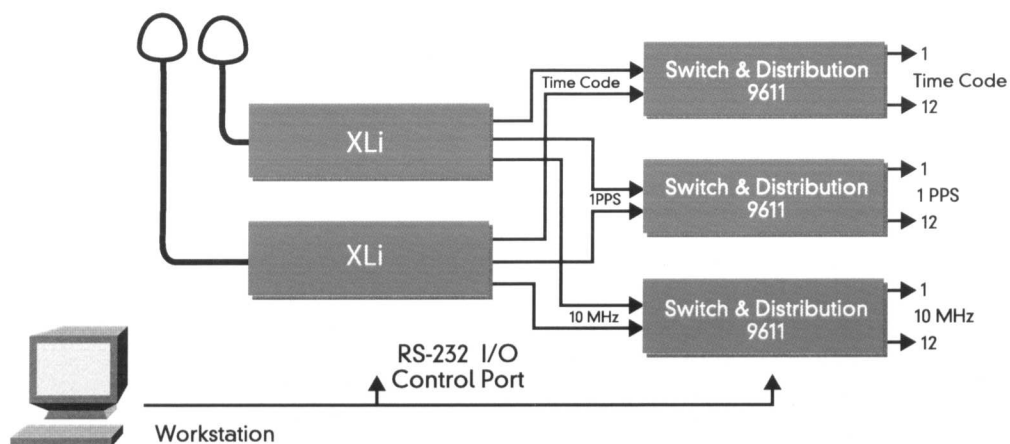 Switch & Distribution
9611
1
Time Code
12
Time Code
XLi
Switch & Distribution
9611
1
1 PPS
12
1PPS
XLi
Switch & Distribution
9611
1
10 MHz
12
10 MHz
RS-232 I/O
Control Port
Workstation